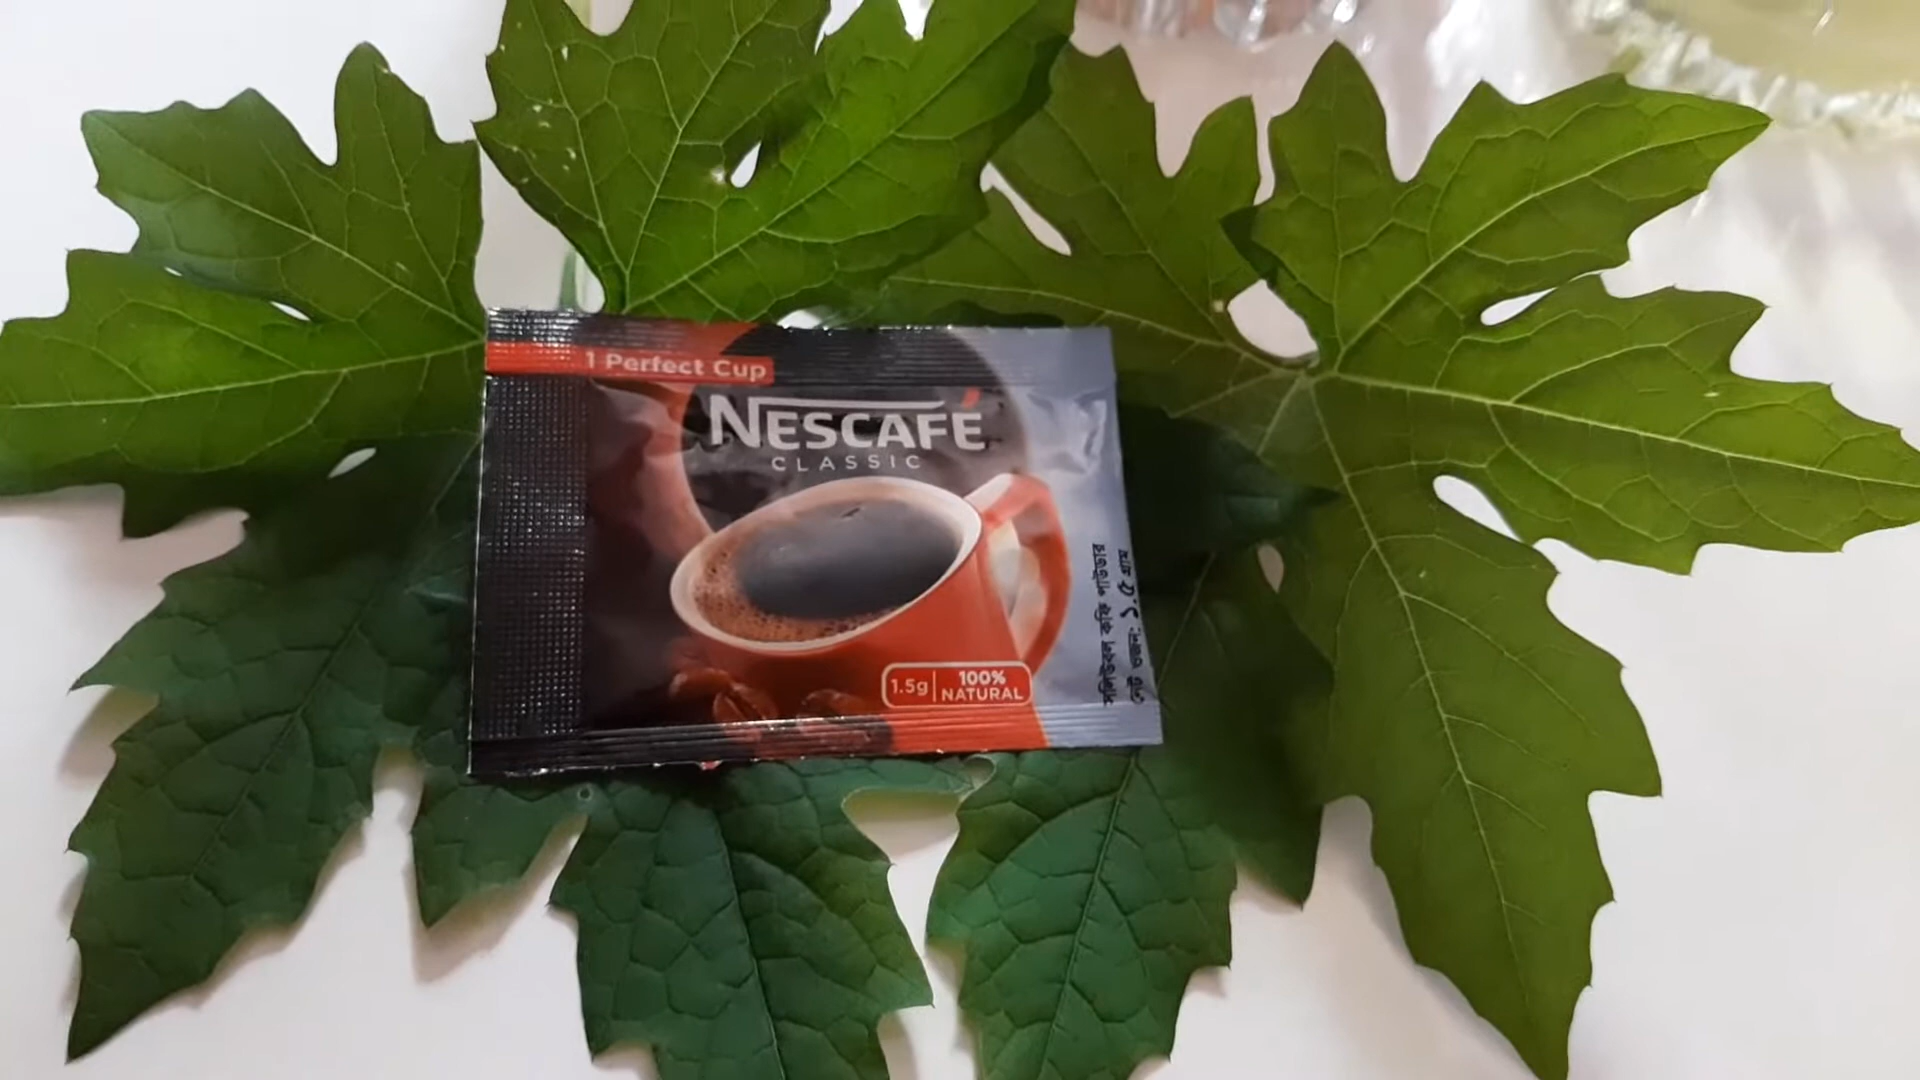 1 Perfect Cup
NESCAFÉ
CLASSIC
1.5g 100%
NATURAL